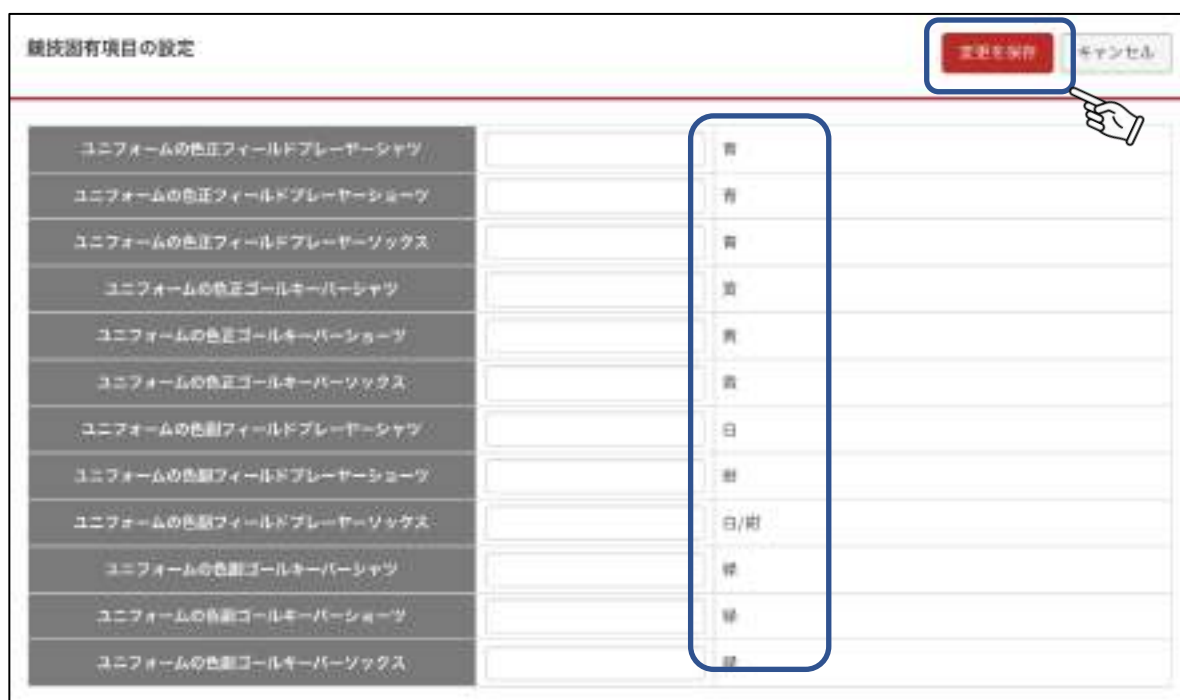 競技固有項目の設定 変更を保存 キャンセル
ユニフォームの色正フィールドプレーヤーシャツ 青
ユニフォームの色正フィールドプレーヤーショーツ 青
ユニフォームの色正フィールドプレーヤーソックス 青
ユニフォームの色正ゴールキーパーシャツ 黄
ユニフォームの色正ゴールキーパーショーツ 黄
ユニフォームの色正ゴールキーパーソックス 黄
ユニフォームの色副フィールドプレーヤーシャツ 白
ユニフォームの色副フィールドプレーヤーショーツ 紺
ユニフォームの色副フィールドプレーヤーソックス 白/紺
ユニフォームの色副ゴールキーパーシャツ 緑
ユニフォームの色副ゴールキーパーショーツ 緑
ユニフォームの色副ゴールキーパーソックス 緑